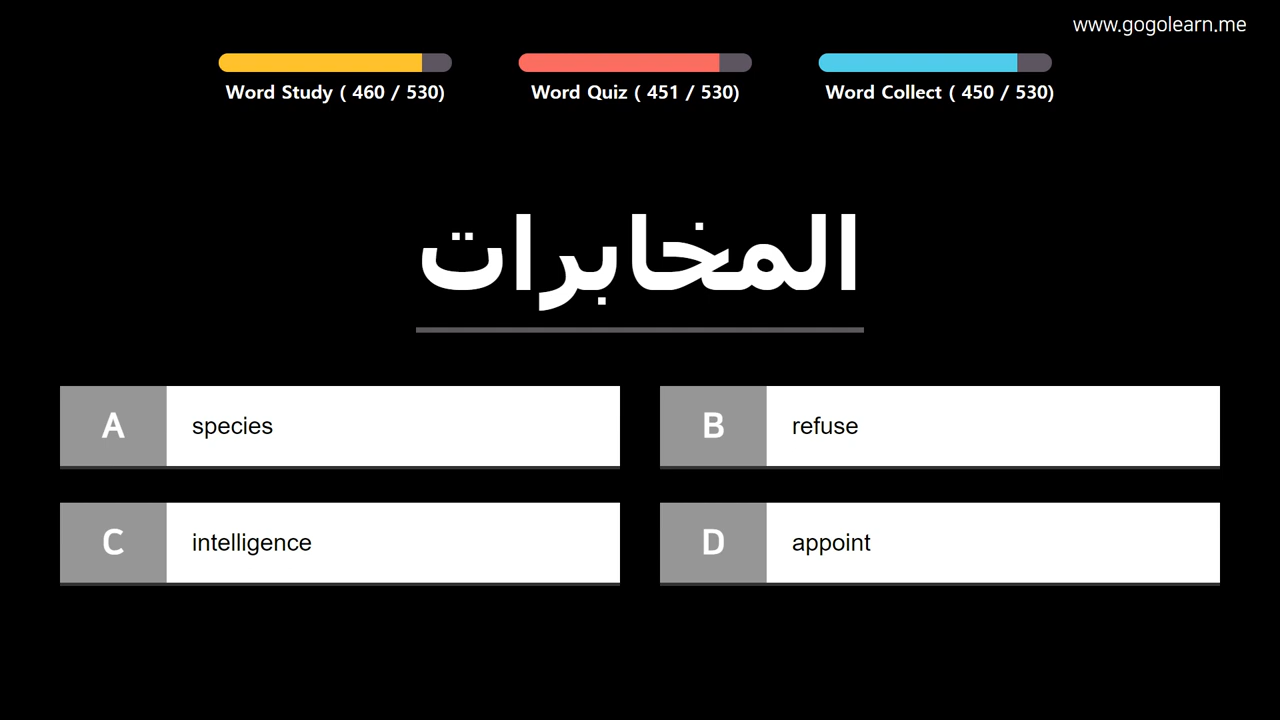 www.gogolearn.me
Word Study ( 460 / 530)
Word Quiz ( 451 / 530)
Word Collect ( 450 / 530)
المخابرات
A species
B refuse
C intelligence
D appoint